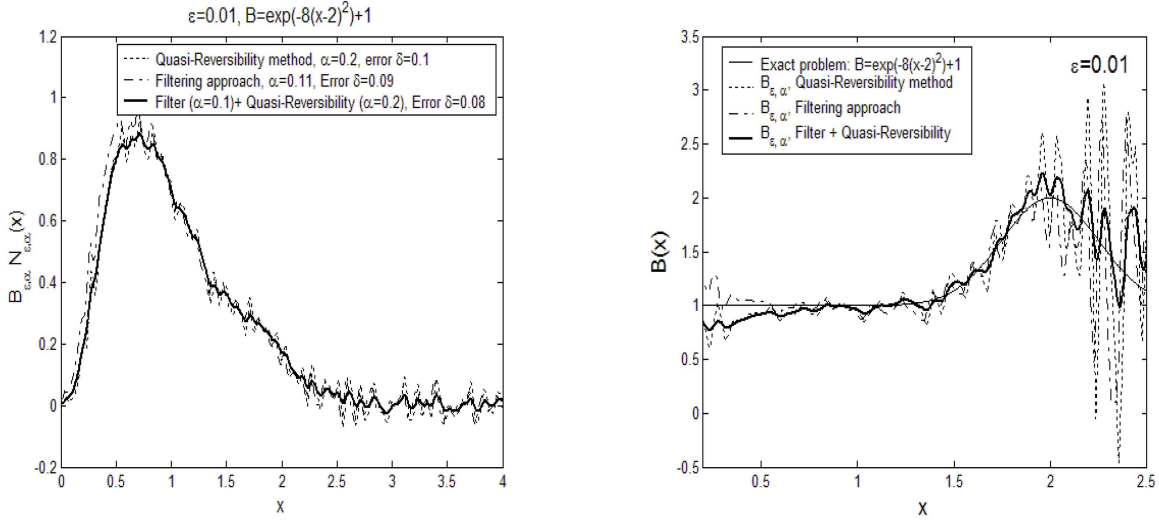 ε=0.01, B=exp(-8(x-2)²)+1
1.2
1
0.8
0.6
0.4
0.2
0
-0.2
B_{ε,α} N_{ε,α}(x)
Quasi-Reversibility method, α=0.2, error δ=0.1
Filtering approach, α=0.11, Error δ=0.09
Filter (α=0.1)+ Quasi-Reversibility (α=0.2), Error δ=0.08
0 0.5 1 1.5 2 2.5 3 3.5 4
x
3.5
3
2.5
2
1.5
1
0.5
0
-0.5
B(x)
Exact problem: B=exp(-8(x-2)²)+1
B_{ε, α}, Quasi-Reversibility method
B_{ε, α}, Filtering approach
B_{ε, α}, Filter + Quasi-Reversibility
ε=0.01
0.5 1 1.5 2 2.5
x